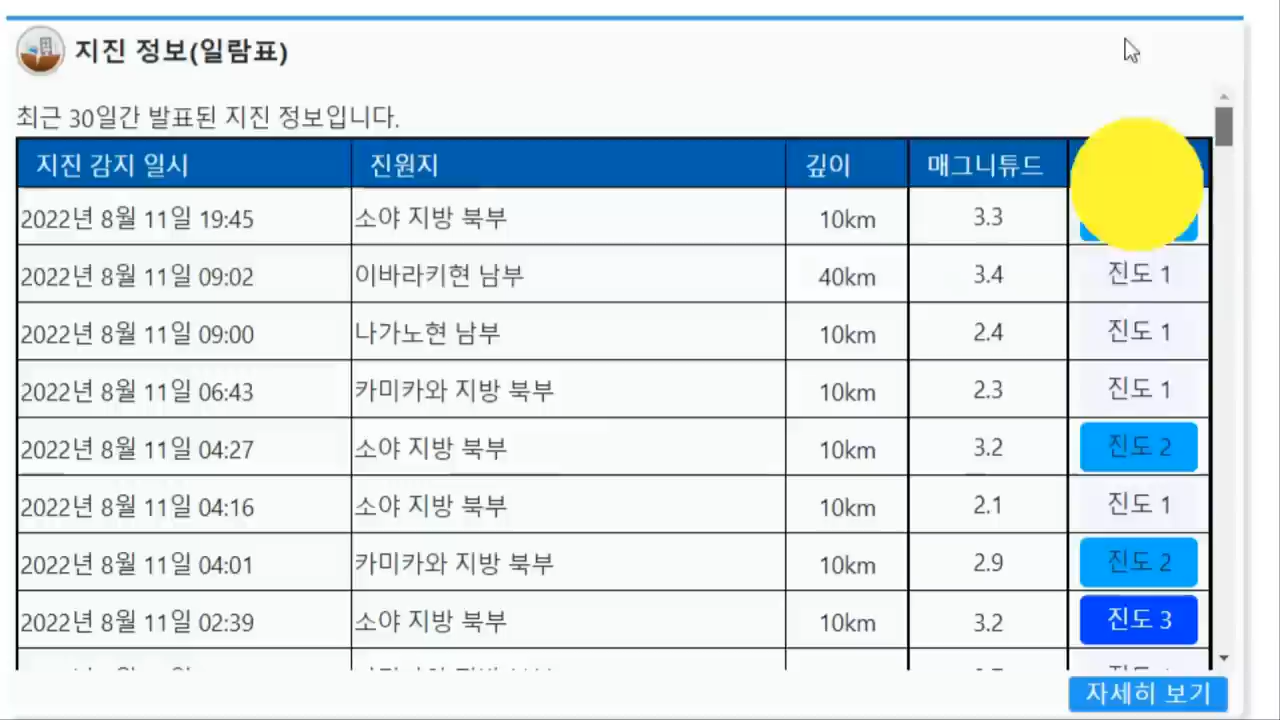 지진 정보(일람표)
최근 30일간 발표된 지진 정보입니다.
지진 감지 일시 진원지 깊이 매그니튜드
2022년 8월 11일 19:45 소야 지방 북부 10km 3.3
2022년 8월 11일 09:02 이바라키현 남부 40km 3.4 진도 1
2022년 8월 11일 09:00 나가노현 남부 10km 2.4 진도 1
2022년 8월 11일 06:43 카미카와 지방 북부 10km 2.3 진도 1
2022년 8월 11일 04:27 소야 지방 북부 10km 3.2 진도 2
2022년 8월 11일 04:16 소야 지방 북부 10km 2.1 진도 1
2022년 8월 11일 04:01 카미카와 지방 북부 10km 2.9 진도 2
2022년 8월 11일 02:39 소야 지방 북부 10km 3.2 진도 3
자세히 보기